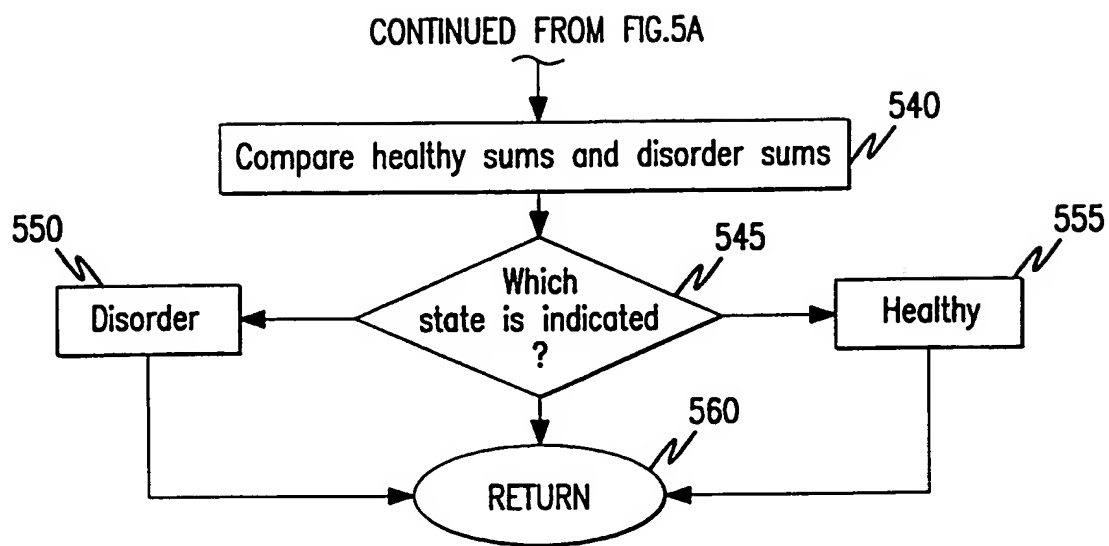 CONTINUED FROM FIG.5A
540
Compare healthy sums and disorder sums
550
545
555
Which
state is indicated
?
Disorder
Healthy
560
RETURN